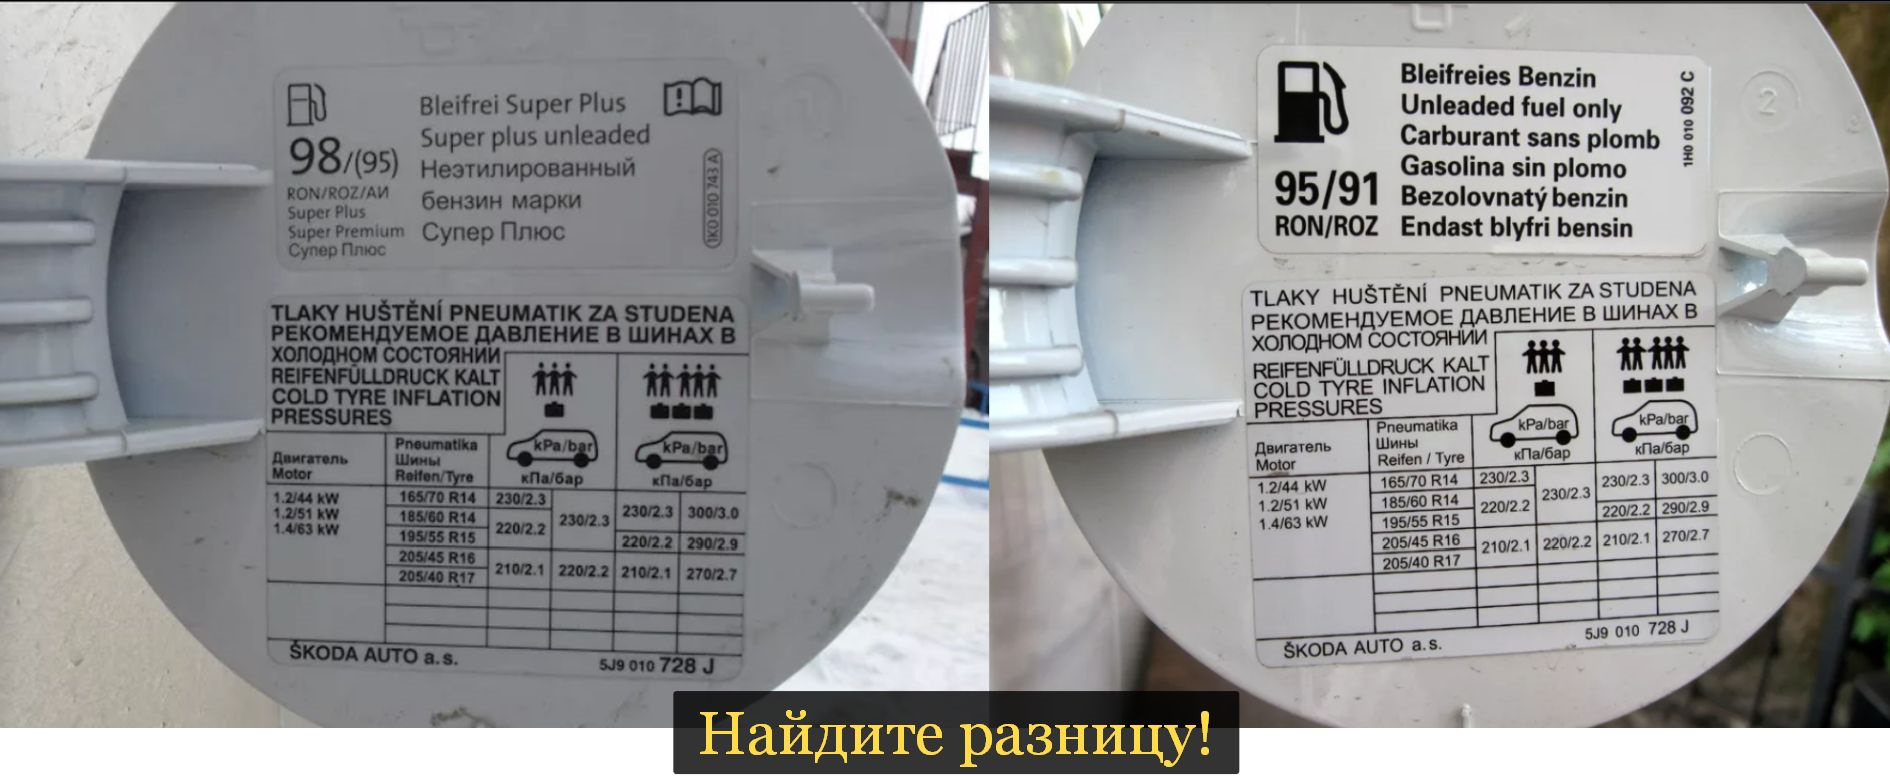 98/(95)
RON/ROZ/АИ
Super Plus
Super Premium
Супер Плюс
Bleifrei Super Plus
Super plus unleaded
Неэтилированный
бензин марки
Супер Плюс
1K0 010 743 A
TLAKY HUŠTĚNÍ PNEUMATIK ZA STUDENA
РЕКОМЕНДУЕМОЕ ДАВЛЕНИЕ В ШИНАХ В
ХОЛОДНОМ СОСТОЯНИИ
REIFENFÜLLDRUCK KALT
COLD TYRE INFLATION
PRESSURES
kPa/bar kPa/bar
кПа/бар кПа/бар
Двигатель
Motor
Pneumatika
Шины
Reifen/Tyre
1.2/44 kW
1.2/51 kW
1.4/63 kW
165/70 R14 230/2.3
185/60 R14 220/2.2 230/2.3 230/2.3 300/3.0
195/55 R15 220/2.2 290/2.9
205/45 R16
205/40 R17 210/2.1 220/2.2 210/2.1 270/2.7
ŠKODA AUTO a.s.
5J9 010 728 J
95/91
RON/ROZ
Bleifreies Benzin
Unleaded fuel only
Carburant sans plomb
Gasolina sin plomo
Bezolovnatý benzin
Endast blyfri bensin
1H0 010 092 C
2
TLAKY HUŠTĚNÍ PNEUMATIK ZA STUDENA
РЕКОМЕНДУЕМОЕ ДАВЛЕНИЕ В ШИНАХ В
ХОЛОДНОМ СОСТОЯНИИ
REIFENFÜLLDRUCK KALT
COLD TYRE INFLATION
PRESSURES
kPa/bar kPa/bar
кПа/бар кПа/бар
Двигатель
Motor
Pneumatika
Шины
Reifen / Tyre
1.2/44 kW
1.2/51 kW
1.4/63 kW
165/70 R14 230/2.3 230/2.3 300/3.0
185/60 R14 220/2.2 230/2.3 220/2.2 290/2.9
195/55 R15
205/45 R16 210/2.1 220/2.2 210/2.1 270/2.7
205/40 R17
ŠKODA AUTO a.s.
5J9 010 728 J
Найдите разницу!